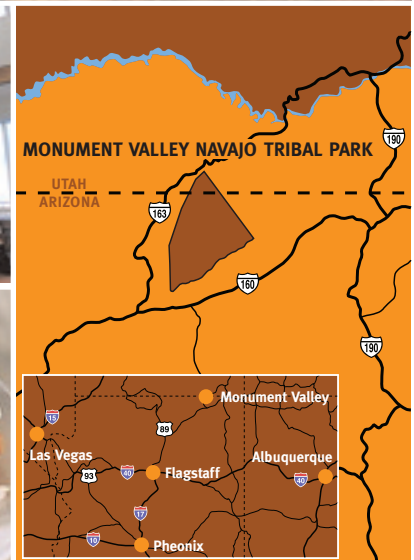 190
MONUMENT VALLEY NAVAJO TRIBAL PARK
UTAH
ARIZONA
163
160
190
Monument Valley
15
89
Las Vegas
Albuquerque
93
40
Flagstaff
40
17
10
Pheonix